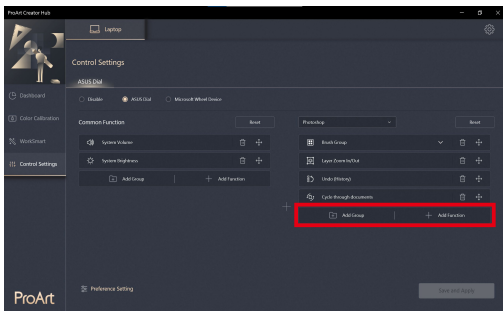 ProArt Creator Hub
Laptop
Control Settings
ASUS Dial
Disable ASUS Dial Microsoft Wheel Device
Dashboard
Color Calibration
WorkSmart
Control Settings
Common Function Reset
System Volume
System Brightness
Add Group Add Function
Photoshop Reset
Brush Group
Layer Zoom In/Out
Undo (History)
Cycle through documents
Add Group Add Function
Preference Setting
Save and Apply
ProArt